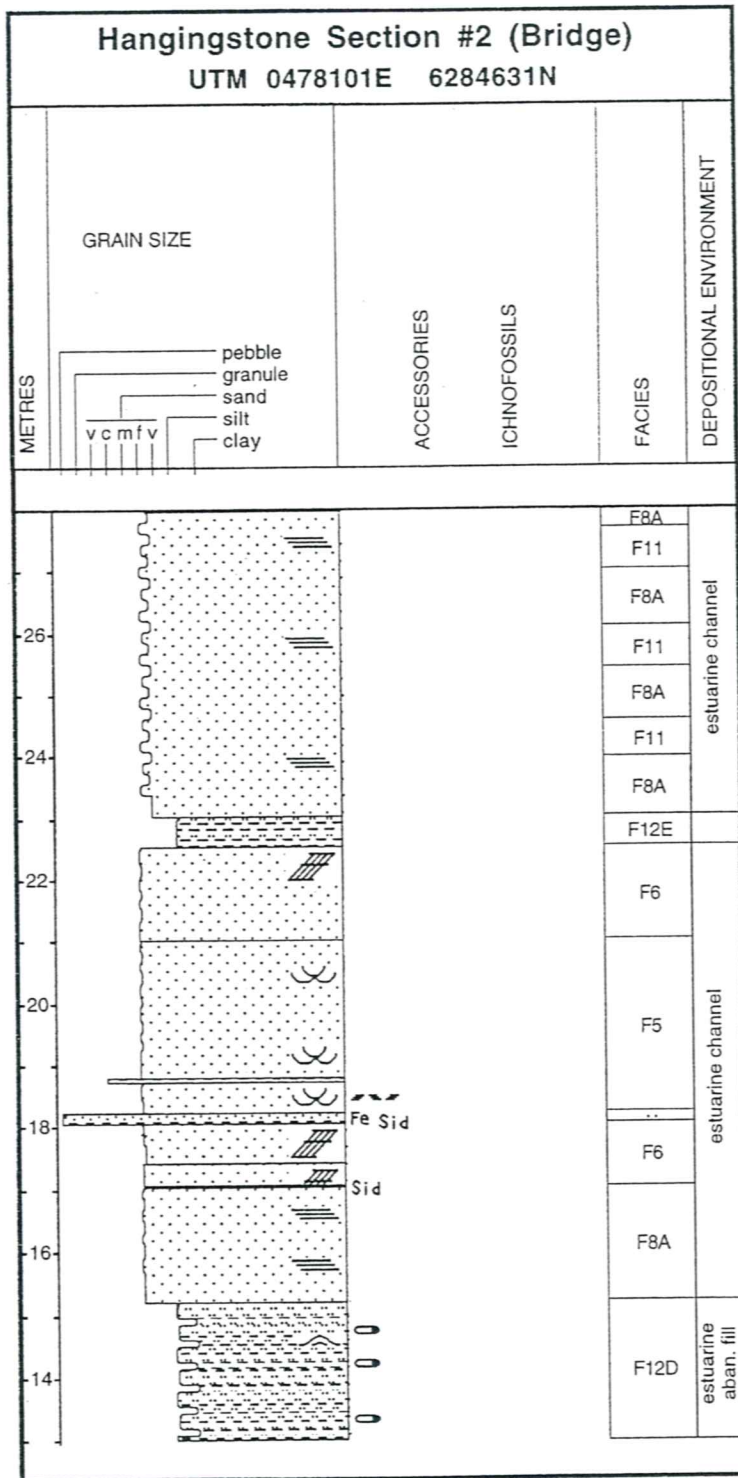 Hangingstone Section #2 (Bridge)
UTM 0478101E 6284631N
METRES
GRAIN SIZE
pebble
granule
sand
silt
clay
v c m f v
ACCESSORIES
ICHNOFOSSILS
FACIES
DEPOSITIONAL ENVIRONMENT
F8A
F11
F8A
26
F11
F8A
F11
24
F8A
estuarine channel
F12E
22
F6
20
F5
18
Fe Sid
F6
Sid
estuarine channel
16
F8A
14
F12D
estuarine
aban. fill